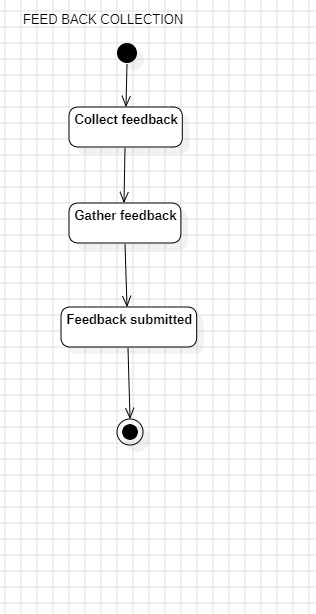 FEED BACK COLLECTION
Collect feedback
Gather feedback
Feedback submitted